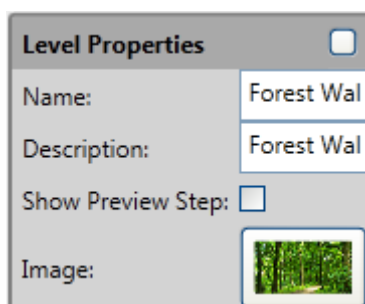 Level Properties
Name: Forest Wal
Description: Forest Wal
Show Preview Step:
Image: